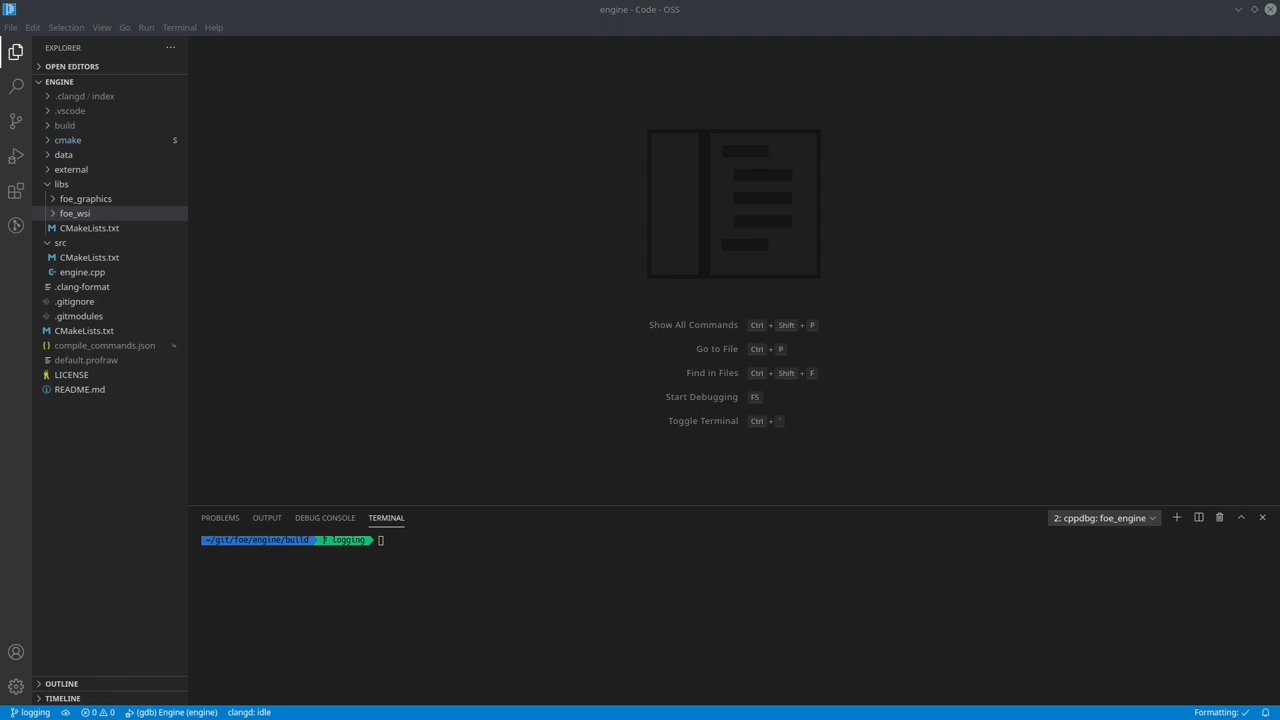 engine - Code - OSS
File Edit Selection View Go Run Terminal Help
EXPLORER
OPEN EDITORS
ENGINE
.clangd / index
.vscode
build
cmake S
data
external
libs
foe_graphics
foe_wsi
CMakeLists.txt
src
CMakeLists.txt
engine.cpp
.clang-format
.gitignore
.gitmodules
CMakeLists.txt
compile_commands.json
default.profraw
LICENSE
README.md
OUTLINE
TIMELINE
Show All Commands Ctrl + Shift + P
Go to File Ctrl + P
Find in Files Ctrl + Shift + F
Start Debugging F5
Toggle Terminal Ctrl + `
PROBLEMS OUTPUT DEBUG CONSOLE TERMINAL 2: cppdbg: foe_engine
~/git/foe/engine/build logging
logging 0 0 (gdb) Engine (engine) clangd: idle Formatting: ✓